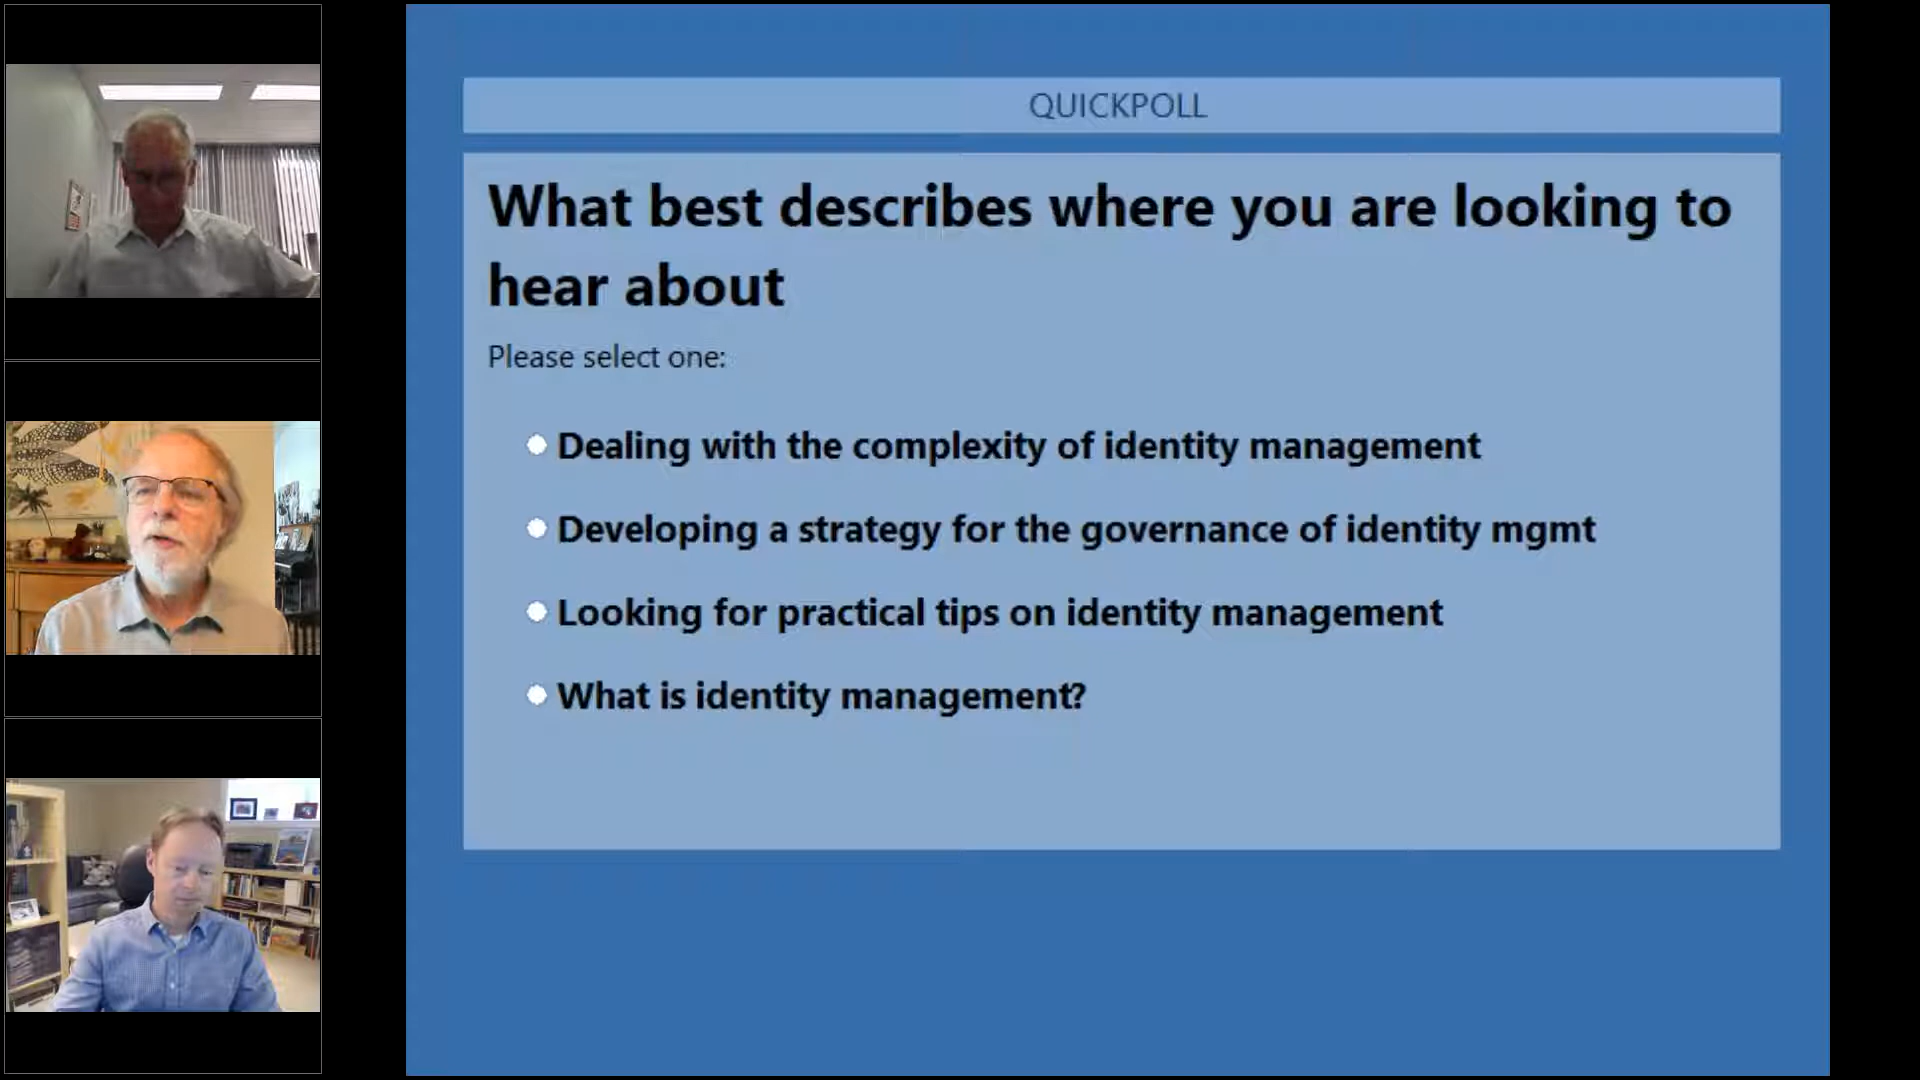 QUICKPOLL
What best describes where you are looking to
hear about
Please select one:
Dealing with the complexity of identity management
Developing a strategy for the governance of identity mgmt
Looking for practical tips on identity management
What is identity management?